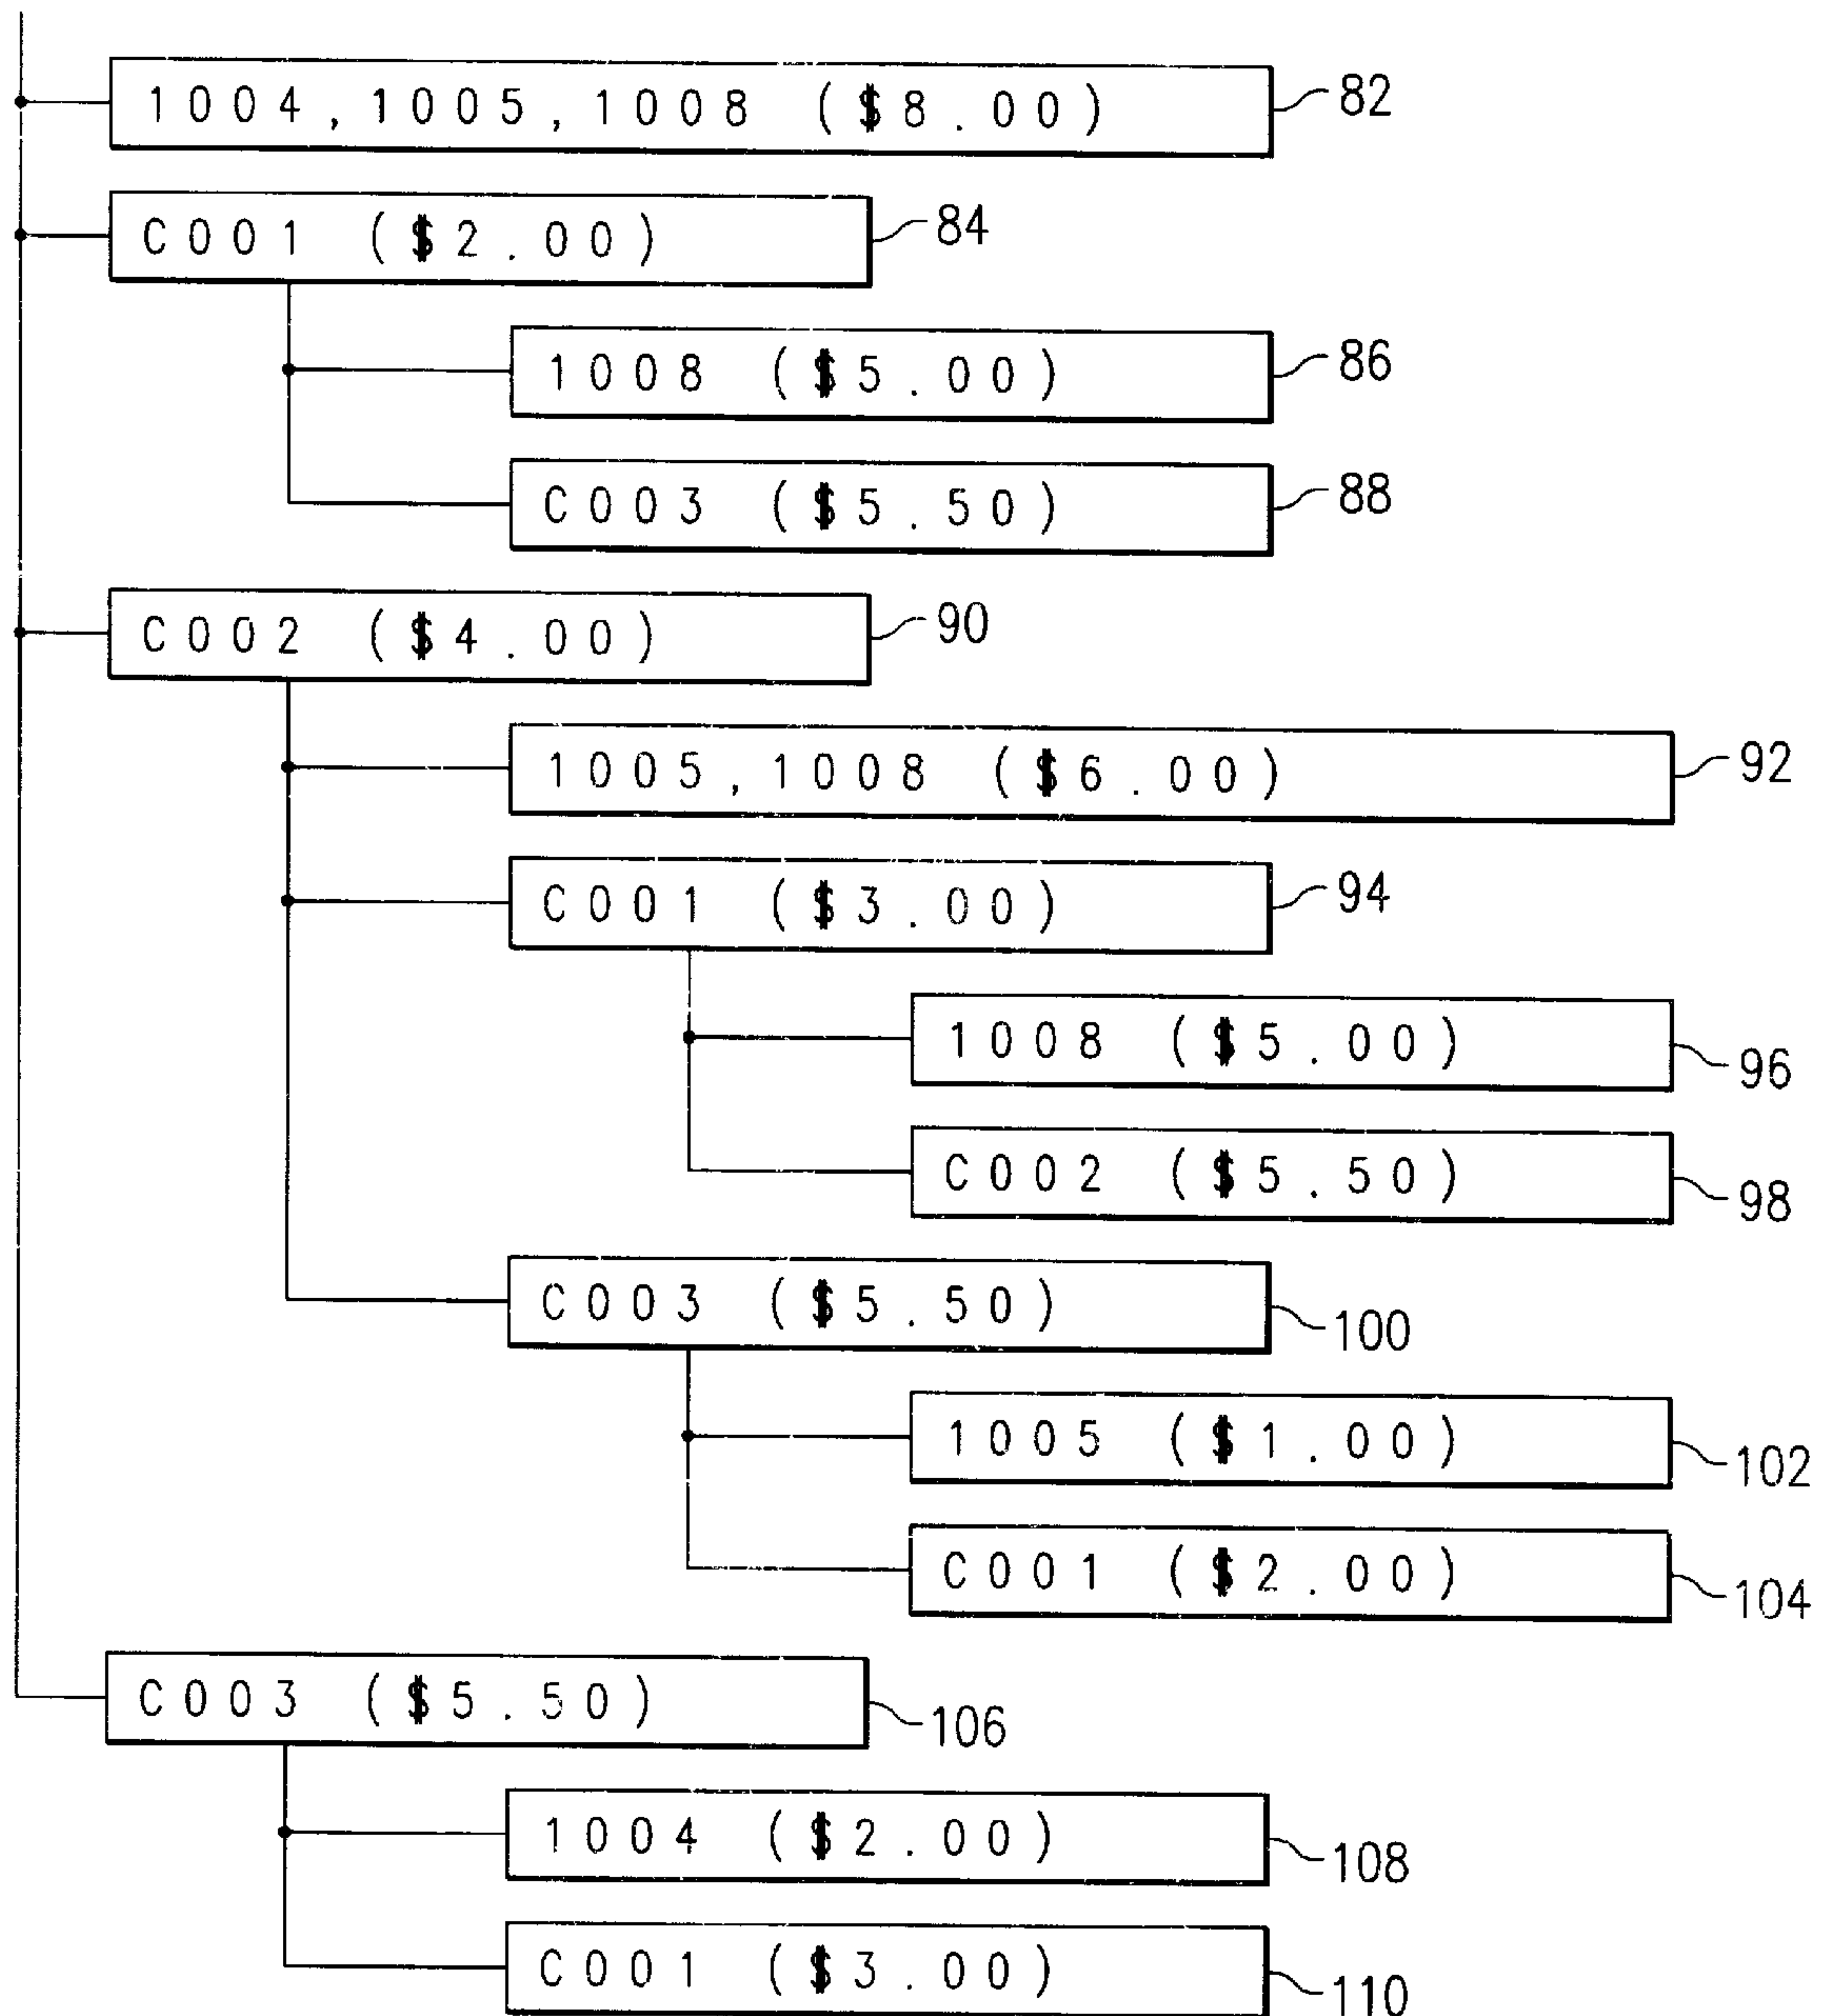 1004,1005,1008 ($8.00) 82
C001 ($2.00) 84
1008 ($5.00) 86
C003 ($5.50) 88
C002 ($4.00) 90
1005,1008 ($6.00) 92
C001 ($3.00) 94
1008 ($5.00) 96
C002 ($5.50) 98
C003 ($5.50) 100
1005 ($1.00) 102
C001 ($2.00) 104
C003 ($5.50) 106
1004 ($2.00) 108
C001 ($3.00) 110